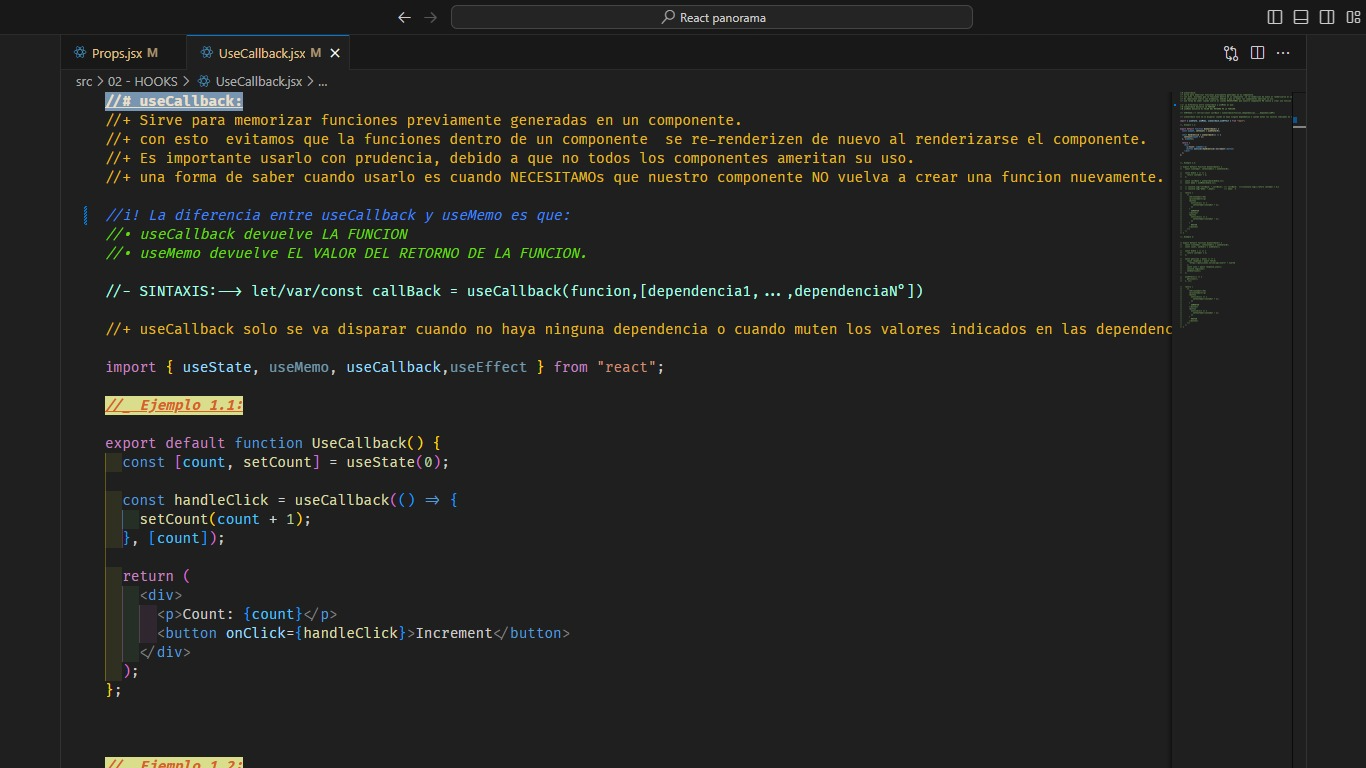 React panorama
Props.jsx M
UseCallback.jsx M
src > 02 - HOOKS > UseCallback.jsx > ...
//# useCallback:
//+ Sirve para memorizar funciones previamente generadas en un componente.
//+ con esto  evitamos que la funciones dentro de un componente  se re-renderizen de nuevo al renderizarse el componente.
//+ Es importante usarlo con prudencia, debido a que no todos los componentes ameritan su uso.
//+ una forma de saber cuando usarlo es cuando NECESITAMOs que nuestro componente NO vuelva a crear una funcion nuevamente.
//i! La diferencia entre useCallback y useMemo es que:
//• useCallback devuelve LA FUNCION
//• useMemo devuelve EL VALOR DEL RETORNO DE LA FUNCION.
//- SINTAXIS:--> let/var/const callBack = useCallback(funcion,[dependencia1,...,dependenciaNº])
//+ useCallback solo se va disparar cuando no haya ninguna dependencia o cuando muten los valores indicados en las dependenc
import { useState, useMemo, useCallback,useEffect } from "react";
//_ Ejemplo 1.1:
export default function UseCallback() {
const [count, setCount] = useState(0);
const handleClick = useCallback(() => {
setCount(count + 1);
}, [count]);
return (
<div>
<p>Count: {count}</p>
<button onClick={handleClick}>Increment</button>
</div>
);
};
//_ Ejemplo 1.2: